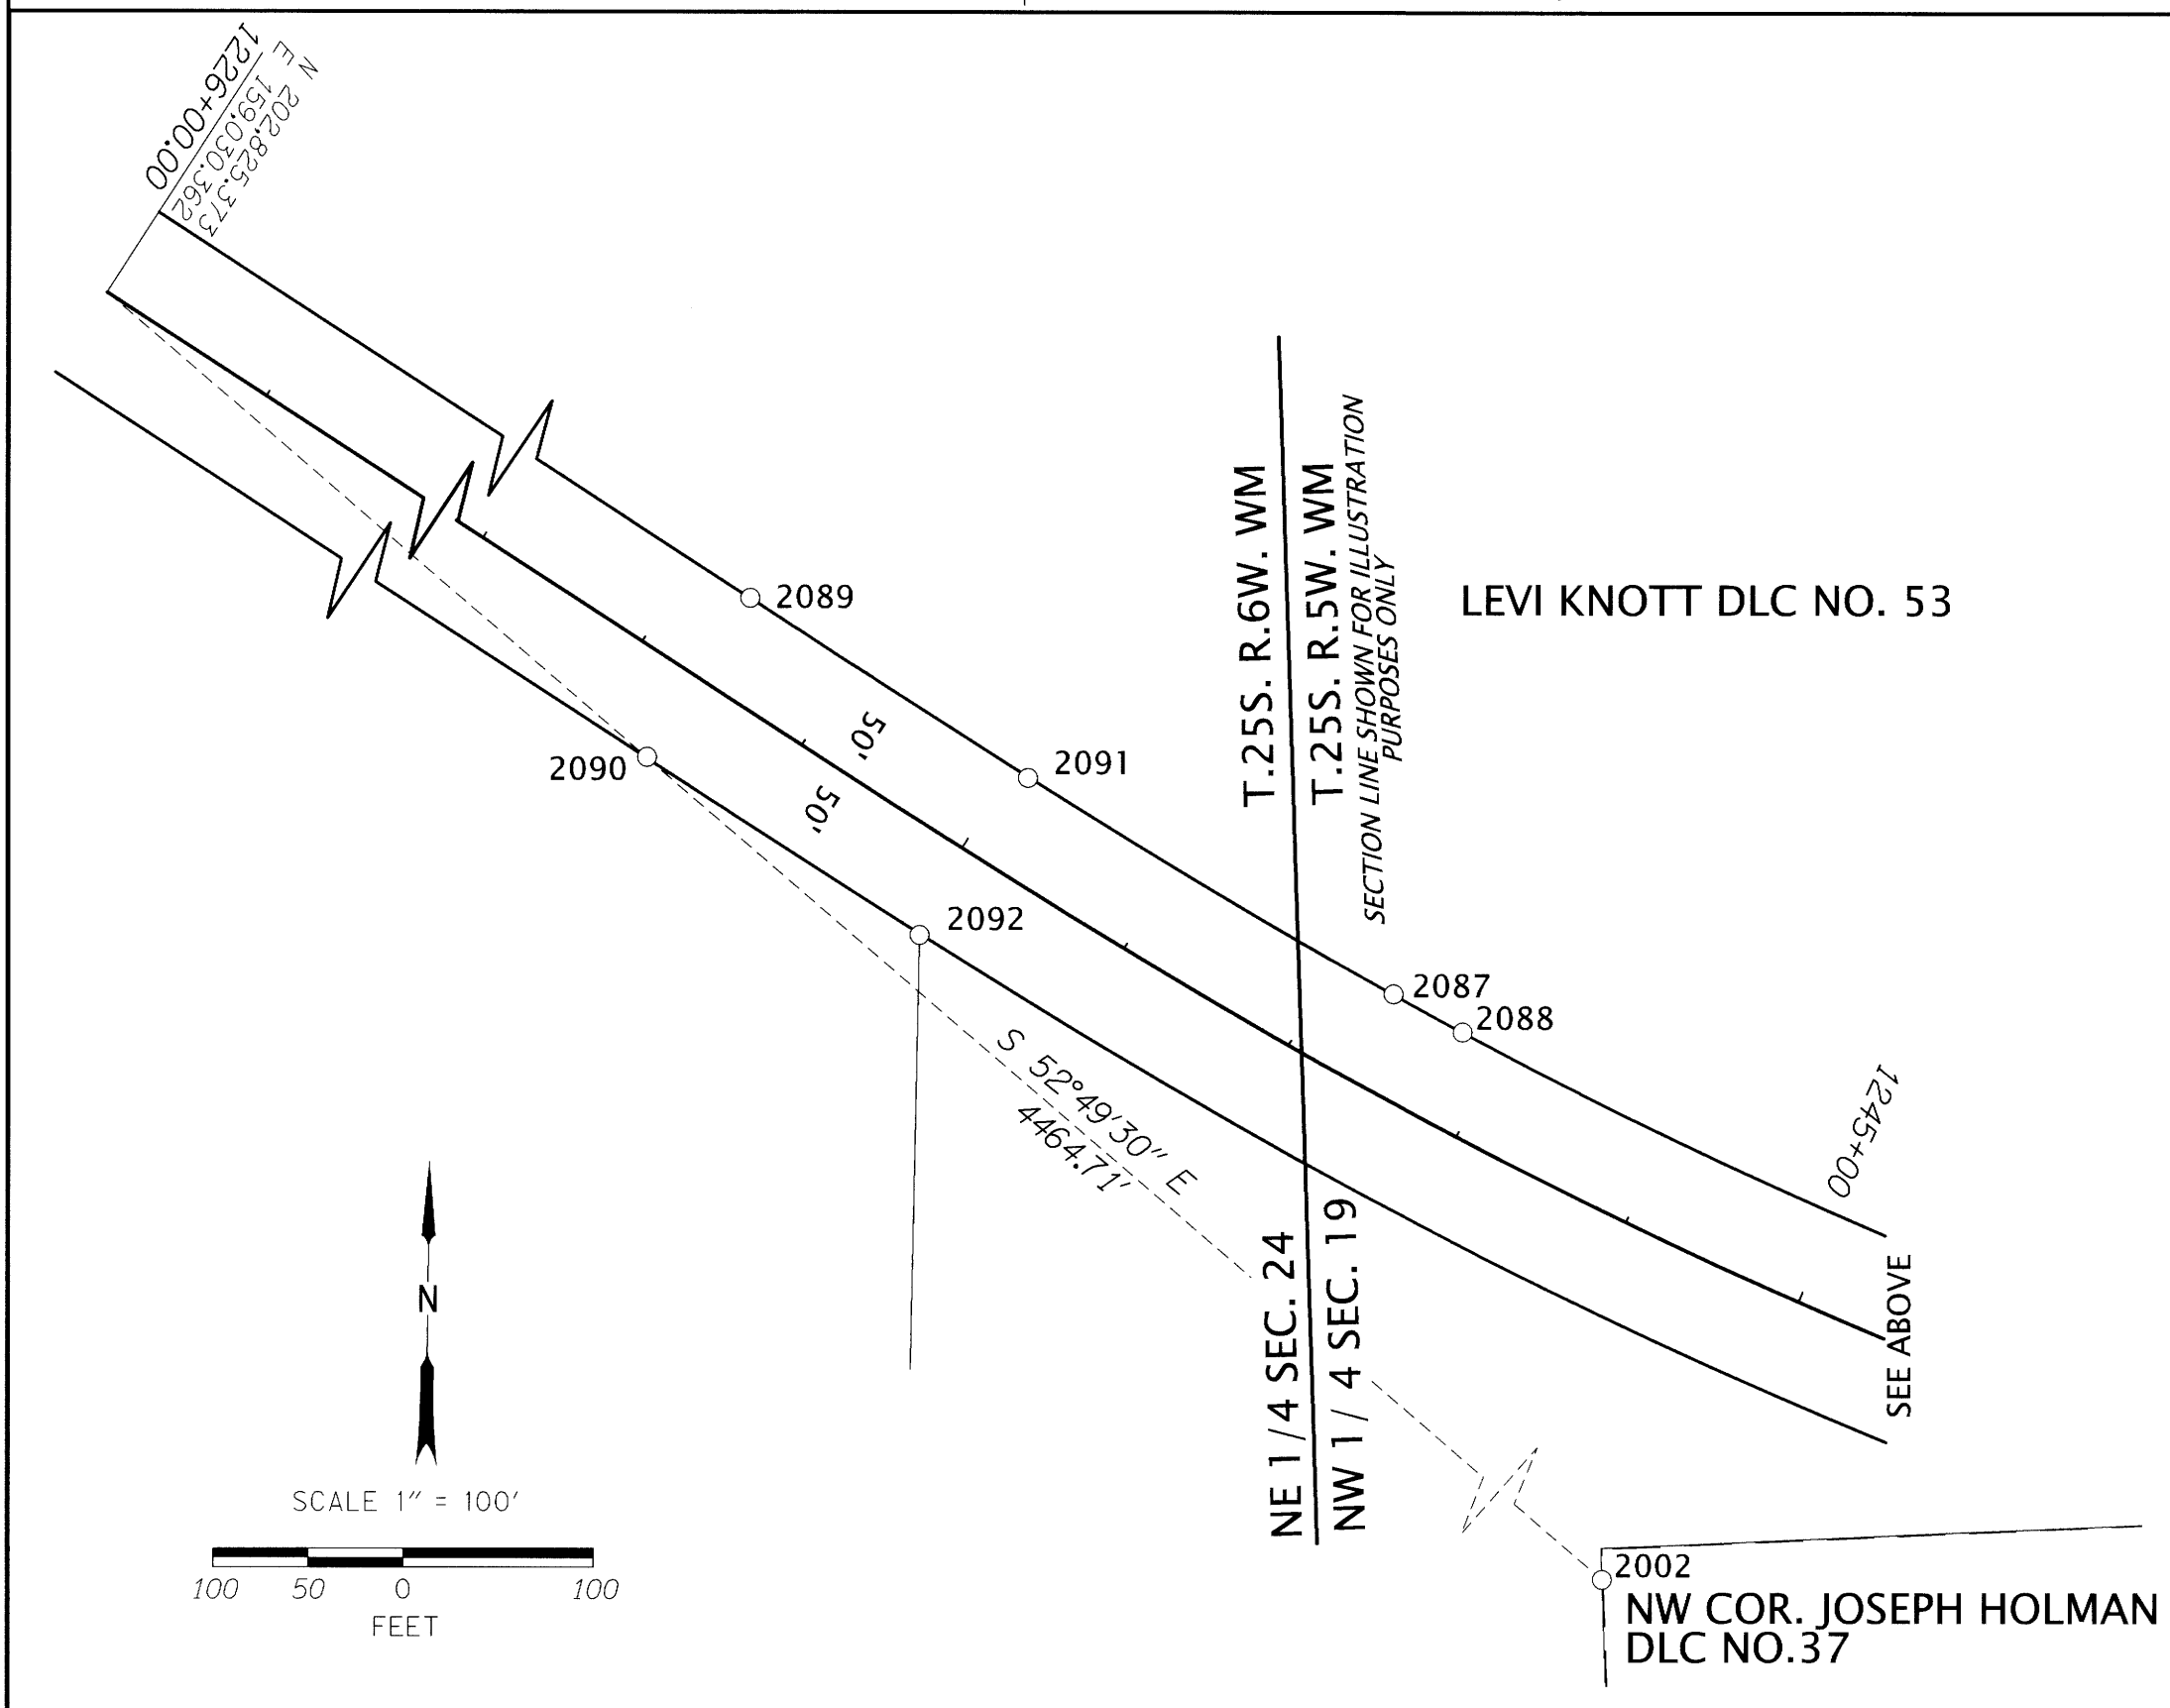 1226+00.00
N 202,825.373
E 159,030.362
T.25S. R.6W. WM
T.25S. R.5W. WM
SECTION LINE SHOWN FOR ILLUSTRATION
PURPOSES ONLY
LEVI KNOTT DLC NO. 53
2089
50'
2091
2090
50'
2092
2087
2088
S 52°49'30" E
4464.71'
1245+00
NE 1/4 SEC. 24
NW 1/4 SEC. 19
SEE ABOVE
N
SCALE 1" = 100'
100 50 0 100
FEET
2002
NW COR. JOSEPH HOLMAN
DLC NO.37